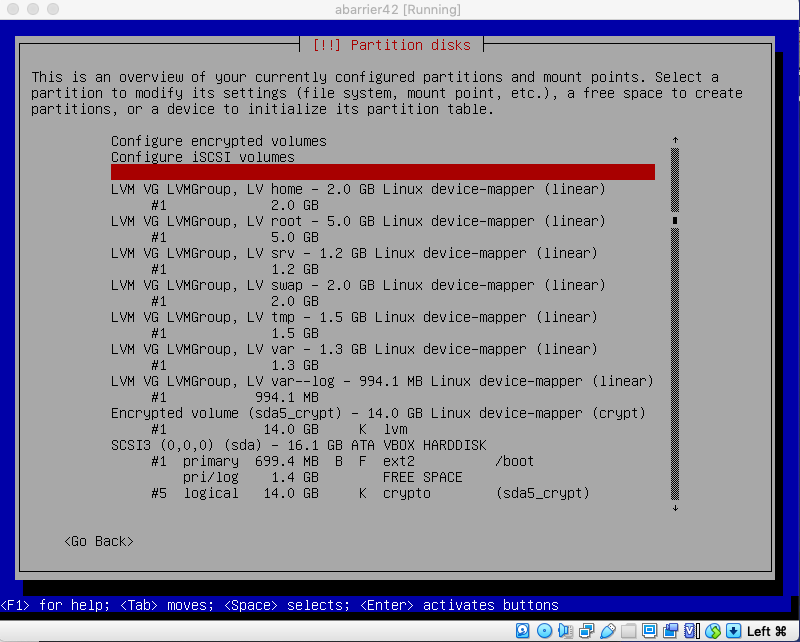 abarrier42 [Running]
[!!] Partition disks
This is an overview of your currently configured partitions and mount points. Select a
partition to modify its settings (file system, mount point, etc.), a free space to create
partitions, or a device to initialize its partition table.
Configure encrypted volumes
Configure iSCSI volumes
LVM VG LVMGroup, LV home - 2.0 GB Linux device-mapper (linear)
#1 2.0 GB
LVM VG LVMGroup, LV root - 5.0 GB Linux device-mapper (linear)
#1 5.0 GB
LVM VG LVMGroup, LV srv - 1.2 GB Linux device-mapper (linear)
#1 1.2 GB
LVM VG LVMGroup, LV swap - 2.0 GB Linux device-mapper (linear)
#1 2.0 GB
LVM VG LVMGroup, LV tmp - 1.5 GB Linux device-mapper (linear)
#1 1.5 GB
LVM VG LVMGroup, LV var - 1.3 GB Linux device-mapper (linear)
#1 1.3 GB
LVM VG LVMGroup, LV var--log - 994.1 MB Linux device-mapper (linear)
#1 994.1 MB
Encrypted volume (sda5_crypt) - 14.0 GB Linux device-mapper (crypt)
#1 14.0 GB K lvm
SCSI3 (0,0,0) (sda) - 16.1 GB ATA VBOX HARDDISK
#1 primary 699.4 MB B F ext2 /boot
pri/log 1.4 GB FREE SPACE
#5 logical 14.0 GB K crypto (sda5_crypt)
<Go Back>
<F1> for help; <Tab> moves; <Space> selects; <Enter> activates buttons
Left ⌘